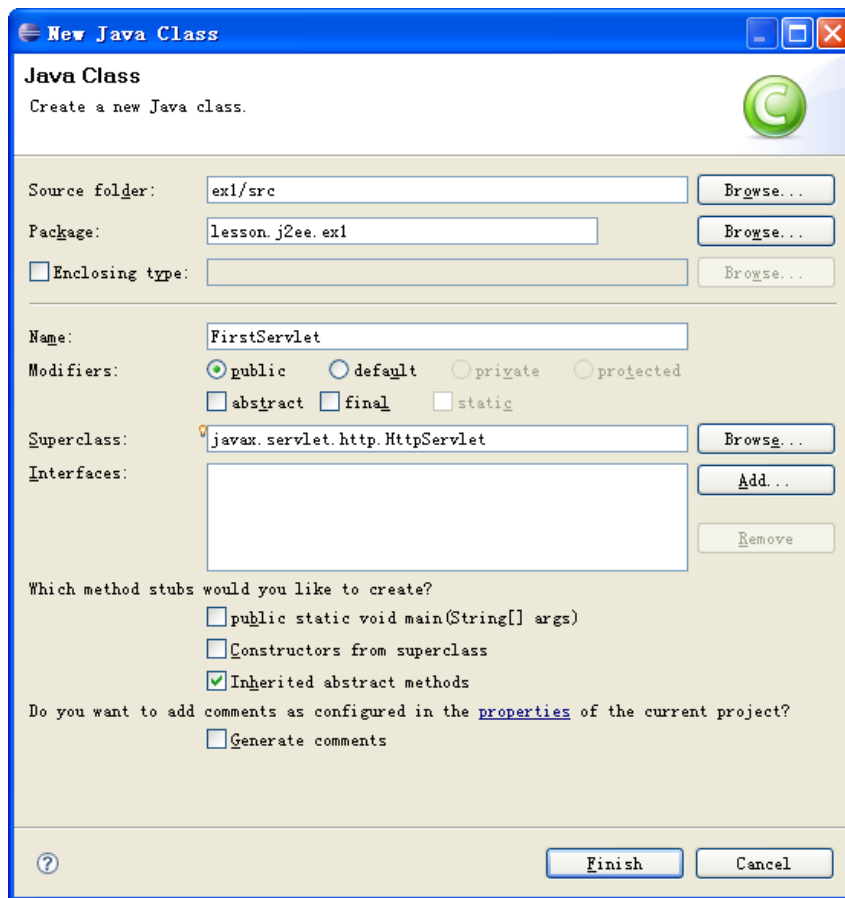 New Java Class
Java Class
Create a new Java class.
C
Source folder: ex1/src Browse...
Package: lesson.j2ee.ex1 Browse...
Enclosing type: Browse...
Name: FirstServlet
Modifiers: public default private protected
abstract final static
Superclass: javax.servlet.http.HttpServlet Browse...
Interfaces: Add...
Remove
Which method stubs would you like to create?
public static void main(String[] args)
Constructors from superclass
Inherited abstract methods
Do you want to add comments as configured in the properties of the current project?
Generate comments
? Finish Cancel